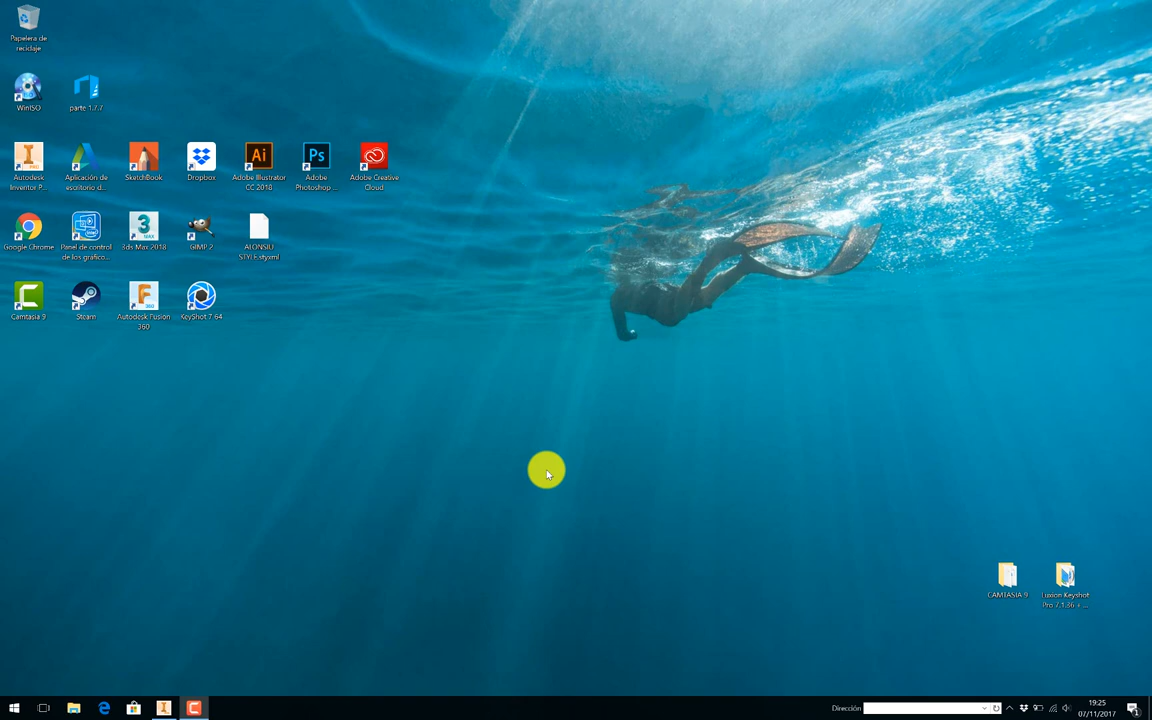 Papelera de
reciclaje
WinISO
parte 1.7.7
Autodesk
Inventor P...
Aplicación de
escritorio d...
SketchBook
Dropbox
Adobe Illustrator
CC 2018
Adobe
Photoshop ...
Adobe Creative
Cloud
Google Chrome
Panel de control
de los gráfico...
3ds Max 2018
GIMP 2
ALONSIU
STYLE.styxml
Camtasia 9
Steam
Autodesk Fusion
360
KeyShot 7 64
CAMTASIA 9
Luxion Keyshot
Pro 7.1.36 + ...
Dirección
19:25
07/11/2017